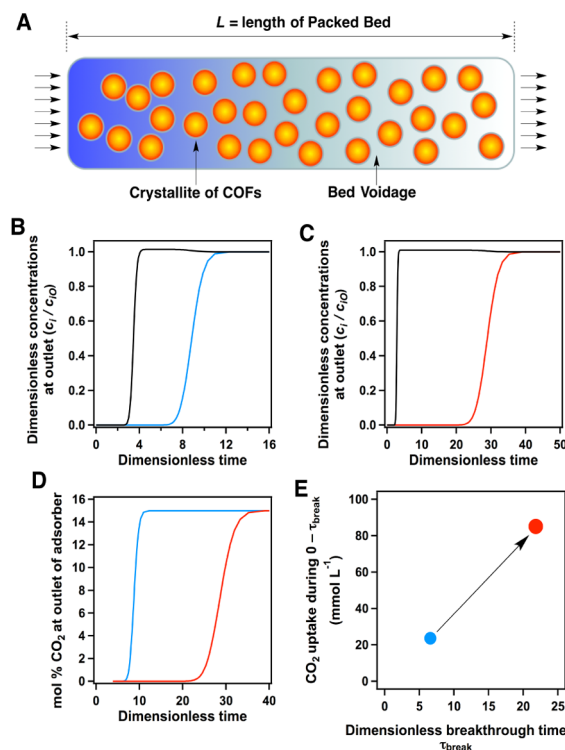 A
L = length of Packed Bed
Crystallite of COFs
Bed Voidage
B
Dimensionless concentrations
at outlet (ci / ciO)
1.0
0.8
0.6
0.4
0.2
0.0
0 4 8 12 16
Dimensionless time
C
Dimensionless concentrations
at outlet (ci / ciO)
1.0
0.8
0.6
0.4
0.2
0.0
0 10 20 30 40 50
Dimensionless time
D
mol % CO2 at outlet of adsorber
16
14
12
10
8
6
4
2
0
0 10 20 30 40
Dimensionless time
E
CO2 uptake during 0 – τbreak
(mmol L-1)
100
80
60
40
20
0
0 5 10 15 20 25
Dimensionless breakthrough time
τbreak